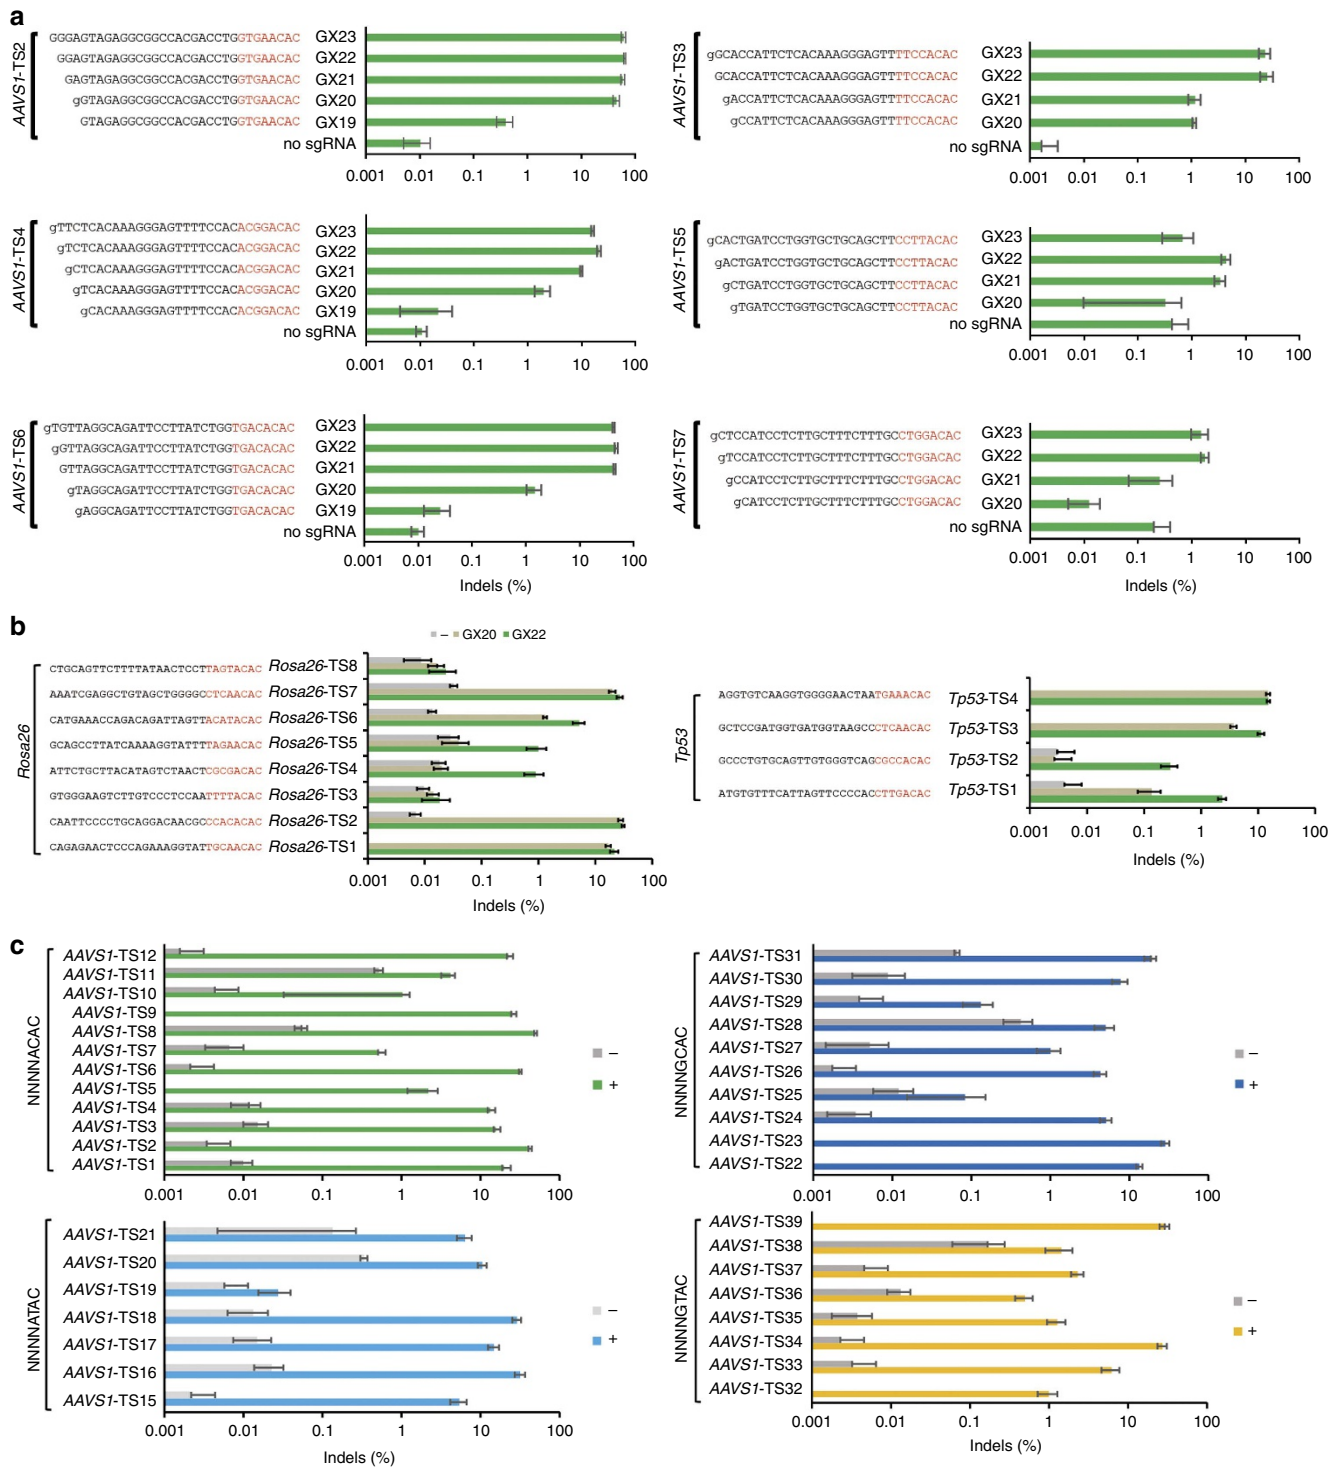 a
AAVS1-TS2
GGGAGTAGAGGCGGCCACGACCTGGTGAACAC GX23
GGAGTAGAGGCGGCCACGACCTGGTGAACAC GX22
GAGTAGAGGCGGCCACGACCTGGTGAACAC GX21
gGTAGAGGCGGCCACGACCTGGTGAACAC GX20
GTAGAGGCGGCCACGACCTGGTGAACAC GX19
no sgRNA
0.001 0.01 0.1 1 10 100
AAVS1-TS3
gGCACCATTCTCACAAAGGGAGTTTTCCACAC GX23
GCACCATTCTCACAAAGGGAGTTTTCCACAC GX22
gACCATTCTCACAAAGGGAGTTTTCCACAC GX21
gCCATTCTCACAAAGGGAGTTTTCCACAC GX20
no sgRNA
0.001 0.01 0.1 1 10 100
AAVS1-TS4
gTTCTCACAAAGGGAGTTTTCCACACGGACAC GX23
gTCTCACAAAGGGAGTTTTCCACACGGACAC GX22
gCTCACAAAGGGAGTTTTCCACACGGACAC GX21
gTCACAAAGGGAGTTTTCCACACGGACAC GX20
gCACAAAGGGAGTTTTCCACACGGACAC GX19
no sgRNA
0.001 0.01 0.1 1 10 100
AAVS1-TS5
gCACTGATCCTGGTGCTGCAGCTTCCTTACAC GX23
gACTGATCCTGGTGCTGCAGCTTCCTTACAC GX22
gCTGATCCTGGTGCTGCAGCTTCCTTACAC GX21
gTGATCCTGGTGCTGCAGCTTCCTTACAC GX20
no sgRNA
0.001 0.01 0.1 1 10 100
AAVS1-TS6
gTGTTAGGCAGATTCCTTATCTGGTGACACAC GX23
gGTTAGGCAGATTCCTTATCTGGTGACACAC GX22
GTTAGGCAGATTCCTTATCTGGTGACACAC GX21
gTAGGCAGATTCCTTATCTGGTGACACAC GX20
gAGGCAGATTCCTTATCTGGTGACACAC GX19
no sgRNA
0.001 0.01 0.1 1 10 100
Indels (%)
AAVS1-TS7
gCTCCATCCTCTTGCTTTCTTTGCCTGGACAC GX23
gTCCATCCTCTTGCTTTCTTTGCCTGGACAC GX22
gCCATCCTCTTGCTTTCTTTGCCTGGACAC GX21
gCATCCTCTTGCTTTCTTTGCCTGGACAC GX20
no sgRNA
0.001 0.01 0.1 1 10 100
Indels (%)
b
– GX20 GX22
Rosa26
CTGCAGTTCTTTTATAACTCCTTAGTACAC Rosa26-TS8
AAATCGAGGCTGTAGCTGGGGCCTCAACAC Rosa26-TS7
CATGAAACCAGACAGATTAGTTACATACAC Rosa26-TS6
GCAGCCTTATCAAAAGGTATTTTAGAACAC Rosa26-TS5
ATTCTGCTTACATAGTCTAACTCGCGACAC Rosa26-TS4
GTGGGAAGTCTTGTCCCTCCAATTTTACAC Rosa26-TS3
CAATTCCCCTGCAGGACAACGCCCACACAC Rosa26-TS2
CAGAGAACTCCCAGAAAGGTATTGCAACAC Rosa26-TS1
0.001 0.01 0.1 1 10 100
Indels (%)
Tp53
AGGTGTCAAGGTGGGGAACTAATGAAACAC Tp53-TS4
GCTCCGATGGTGATGGTAAGCCCTCAACAC Tp53-TS3
GCCCTGTGCAGTTGTGGGTCAGCGCCACAC Tp53-TS2
ATGTGTTTCATTAGTTCCCCACCTTGACAC Tp53-TS1
0.001 0.01 0.1 1 10 100
Indels (%)
c
NNNNACAC
AAVS1-TS12
AAVS1-TS11
AAVS1-TS10
AAVS1-TS9
AAVS1-TS8
AAVS1-TS7
AAVS1-TS6
AAVS1-TS5
AAVS1-TS4
AAVS1-TS3
AAVS1-TS2
AAVS1-TS1
–
+
0.001 0.01 0.1 1 10 100
NNNNGCAC
AAVS1-TS31
AAVS1-TS30
AAVS1-TS29
AAVS1-TS28
AAVS1-TS27
AAVS1-TS26
AAVS1-TS25
AAVS1-TS24
AAVS1-TS23
AAVS1-TS22
–
+
0.001 0.01 0.1 1 10 100
NNNNATAC
AAVS1-TS21
AAVS1-TS20
AAVS1-TS19
AAVS1-TS18
AAVS1-TS17
AAVS1-TS16
AAVS1-TS15
–
+
0.001 0.01 0.1 1 10 100
Indels (%)
NNNNGTAC
AAVS1-TS39
AAVS1-TS38
AAVS1-TS37
AAVS1-TS36
AAVS1-TS35
AAVS1-TS34
AAVS1-TS33
AAVS1-TS32
–
+
0.001 0.01 0.1 1 10 100
Indels (%)